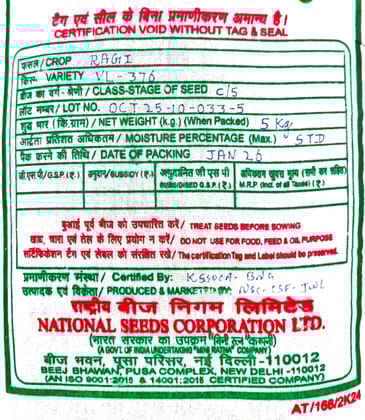 टैग एवं सील के बिना प्रमाणीकरण अमान्य है।
CERTIFICATION VOID WITHOUT TAG & SEAL
फसल/CROP RAGI
किस्म VARIETY VL-376
बीज का वर्ग-श्रेणी/CLASS-STAGE OF SEED C/S
लॉट नम्बर/LOT NO. OCT-25-10-033-5
शुद्ध भार (कि.ग्राम)/NET WEIGHT (k.g.) (When Packed) 5 Kg
आर्द्रता प्रतिशत अधिकतम/MOISTURE PERCENTAGE (Max.) STD
पैक करने की तिथि/DATE OF PACKING JAN 26
जी.एस.पी./G.S.P. (₹.) अनुदान/SUBSIDY (₹.) अनुदानित जी एस पी SUBSIDISED G.S.P. (₹.) अधिकतम खुदरा मूल्य (सभी कर सहित) M.R.P (Incl. of all Taxes) (₹.)
बुआई पूर्व बीज को उपचारित करें/ TREAT SEEDS BEFORE SOWING
खाद्य, चारा एवं तेल के लिए प्रयोग न करें/ DO NOT USE FOR FOOD, FEED & OIL PURPOSE
सर्टिफिकेशन टैग एवं लेबल को संरक्षित रखें/ The certification Tag and Label should be preserved.
प्रमाणीकरण संस्था/ Certified By: KSSOCA-BNG
उत्पादक एवं विक्रेता/ PRODUCED & MARKETED BY: NSC-CSF-JWL
राष्ट्रीय बीज निगम लिमिटेड
NATIONAL SEEDS CORPORATION LTD.
(भारत सरकार का उपक्रम "मिनी रत्न" कम्पनी)
(A GOVT. OF INDIA UNDERTAKING "MINI RATNA" COMPANY)
बीज भवन, पूसा परिसर, नई दिल्ली-110012
BEEJ BHAWAN, PUSA COMPLEX, NEW DELHI-110012
(AN ISO 9001:2015 & 14001:2015 CERTIFIED COMPANY)
AT/166/2K24